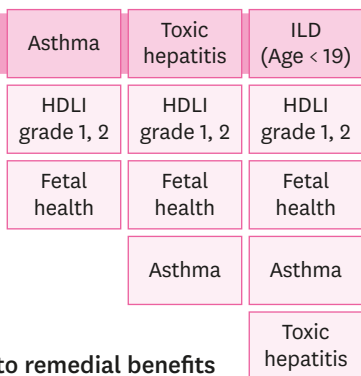 Asthma
Toxic
hepatitis
ILD
(Age < 19)
HDLI
grade 1, 2
HDLI
grade 1, 2
HDLI
grade 1, 2
Fetal
health
Fetal
health
Fetal
health
Asthma
Asthma
Toxic
hepatitis
to remedial benefits